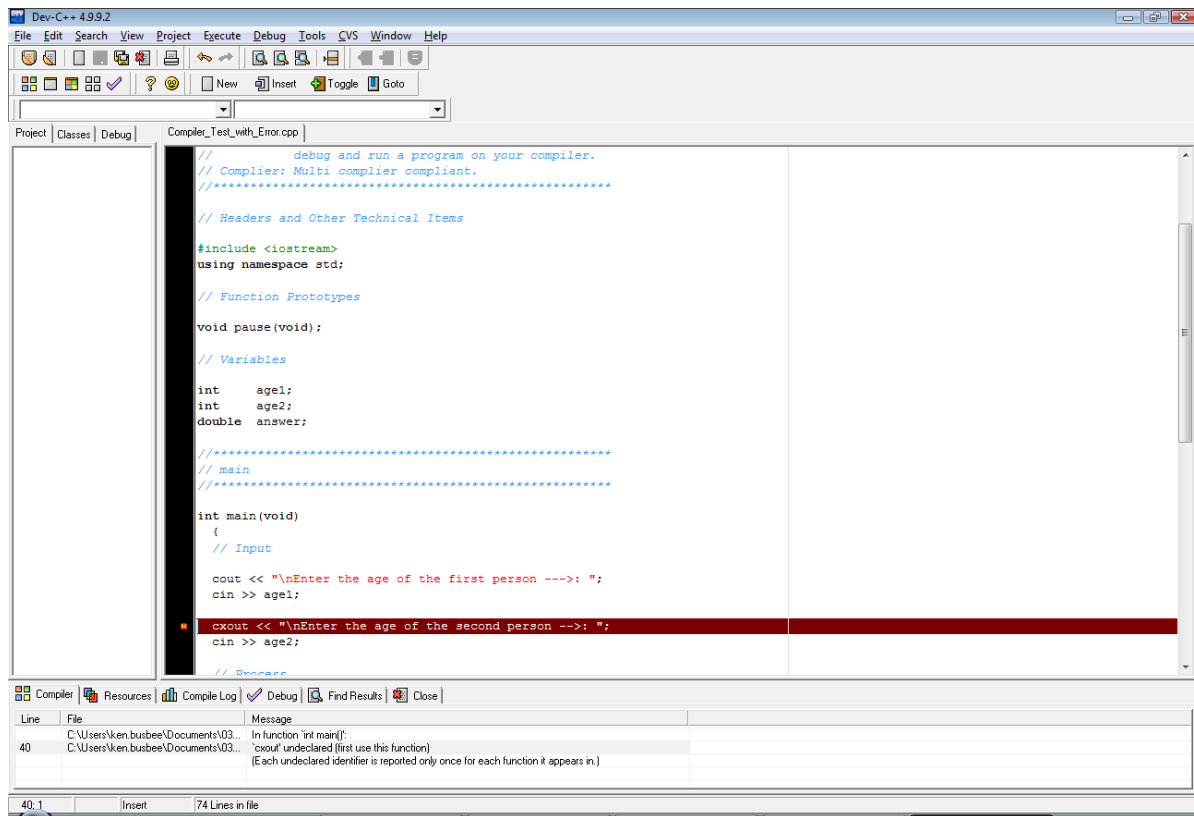 Dev-C++ 4.9.9.2
File Edit Search View Project Execute Debug Tools CVS Window Help
New Insert Toggle Goto
Project Classes Debug Compiler_Test_with_Error.cpp
// debug and run a program on your compiler.
// Complier: Multi complier compliant.
//******************************************************
// Headers and Other Technical Items
#include <iostream>
using namespace std;
// Function Prototypes
void pause(void);
// Variables
int age1;
int age2;
double answer;
//******************************************************
// main
//******************************************************
int main(void)
{
// Input
cout << "\nEnter the age of the first person --->: ";
cin >> age1;
cxout << "\nEnter the age of the second person -->: ";
cin >> age2;
// Process
Compiler Resources Compile Log Debug Find Results Close
Line File Message
C:\Users\ken.busbee\Documents\03... In function `int main()':
40 C:\Users\ken.busbee\Documents\03... `cxout' undeclared (first use this function)
(Each undeclared identifier is reported only once for each function it appears in.)
40: 1 Insert 74 Lines in file